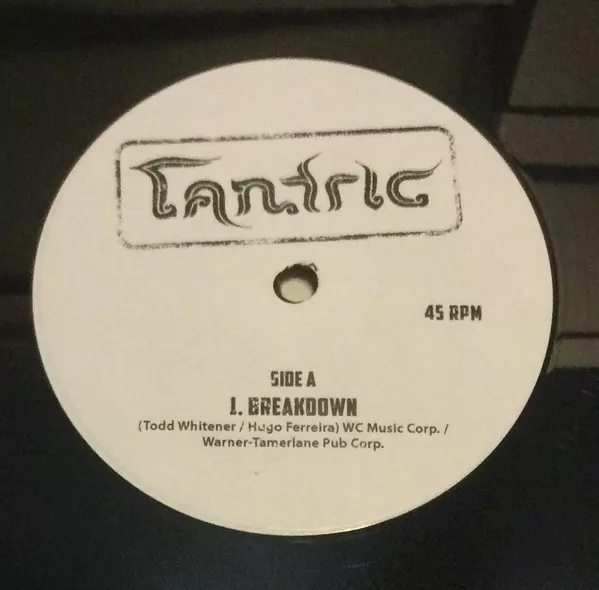 Tantric
45 RPM
SIDE A
1. BREAKDOWN
(Todd Whitener / Hugo Ferreira) WC Music Corp. /
Warner-Tamerlane Pub Corp.